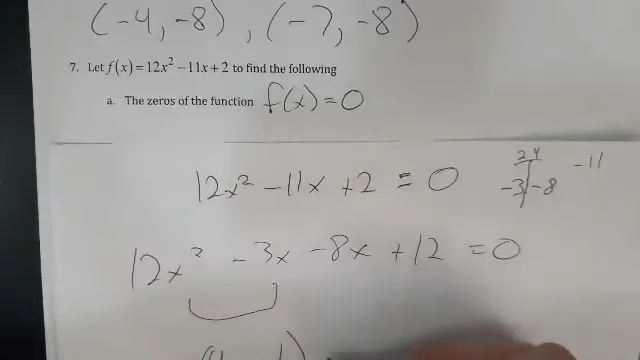 (-4, -8) , (-7, -8)
7. Let f(x) = 12x² − 11x + 2 to find the following
a. The zeros of the function f(x) = 0
12x² - 11x + 2 = 0
24 -11
-3 -8
12x² - 3x - 8x + 12 = 0